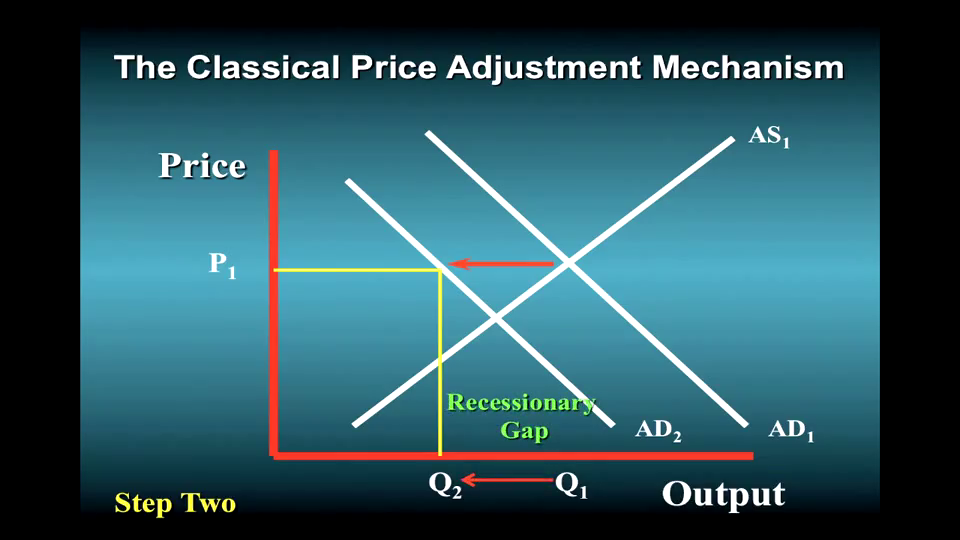 The Classical Price Adjustment Mechanism
AS₁
Price
P₁
Recessionary
Gap
AD₂
AD₁
Q₂
Q₁
Output
Step Two